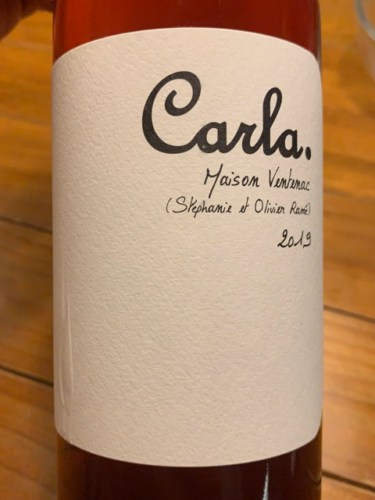 Carla.
Maison Ventenac
(Stéphanie et Olivier Ramé)
2019